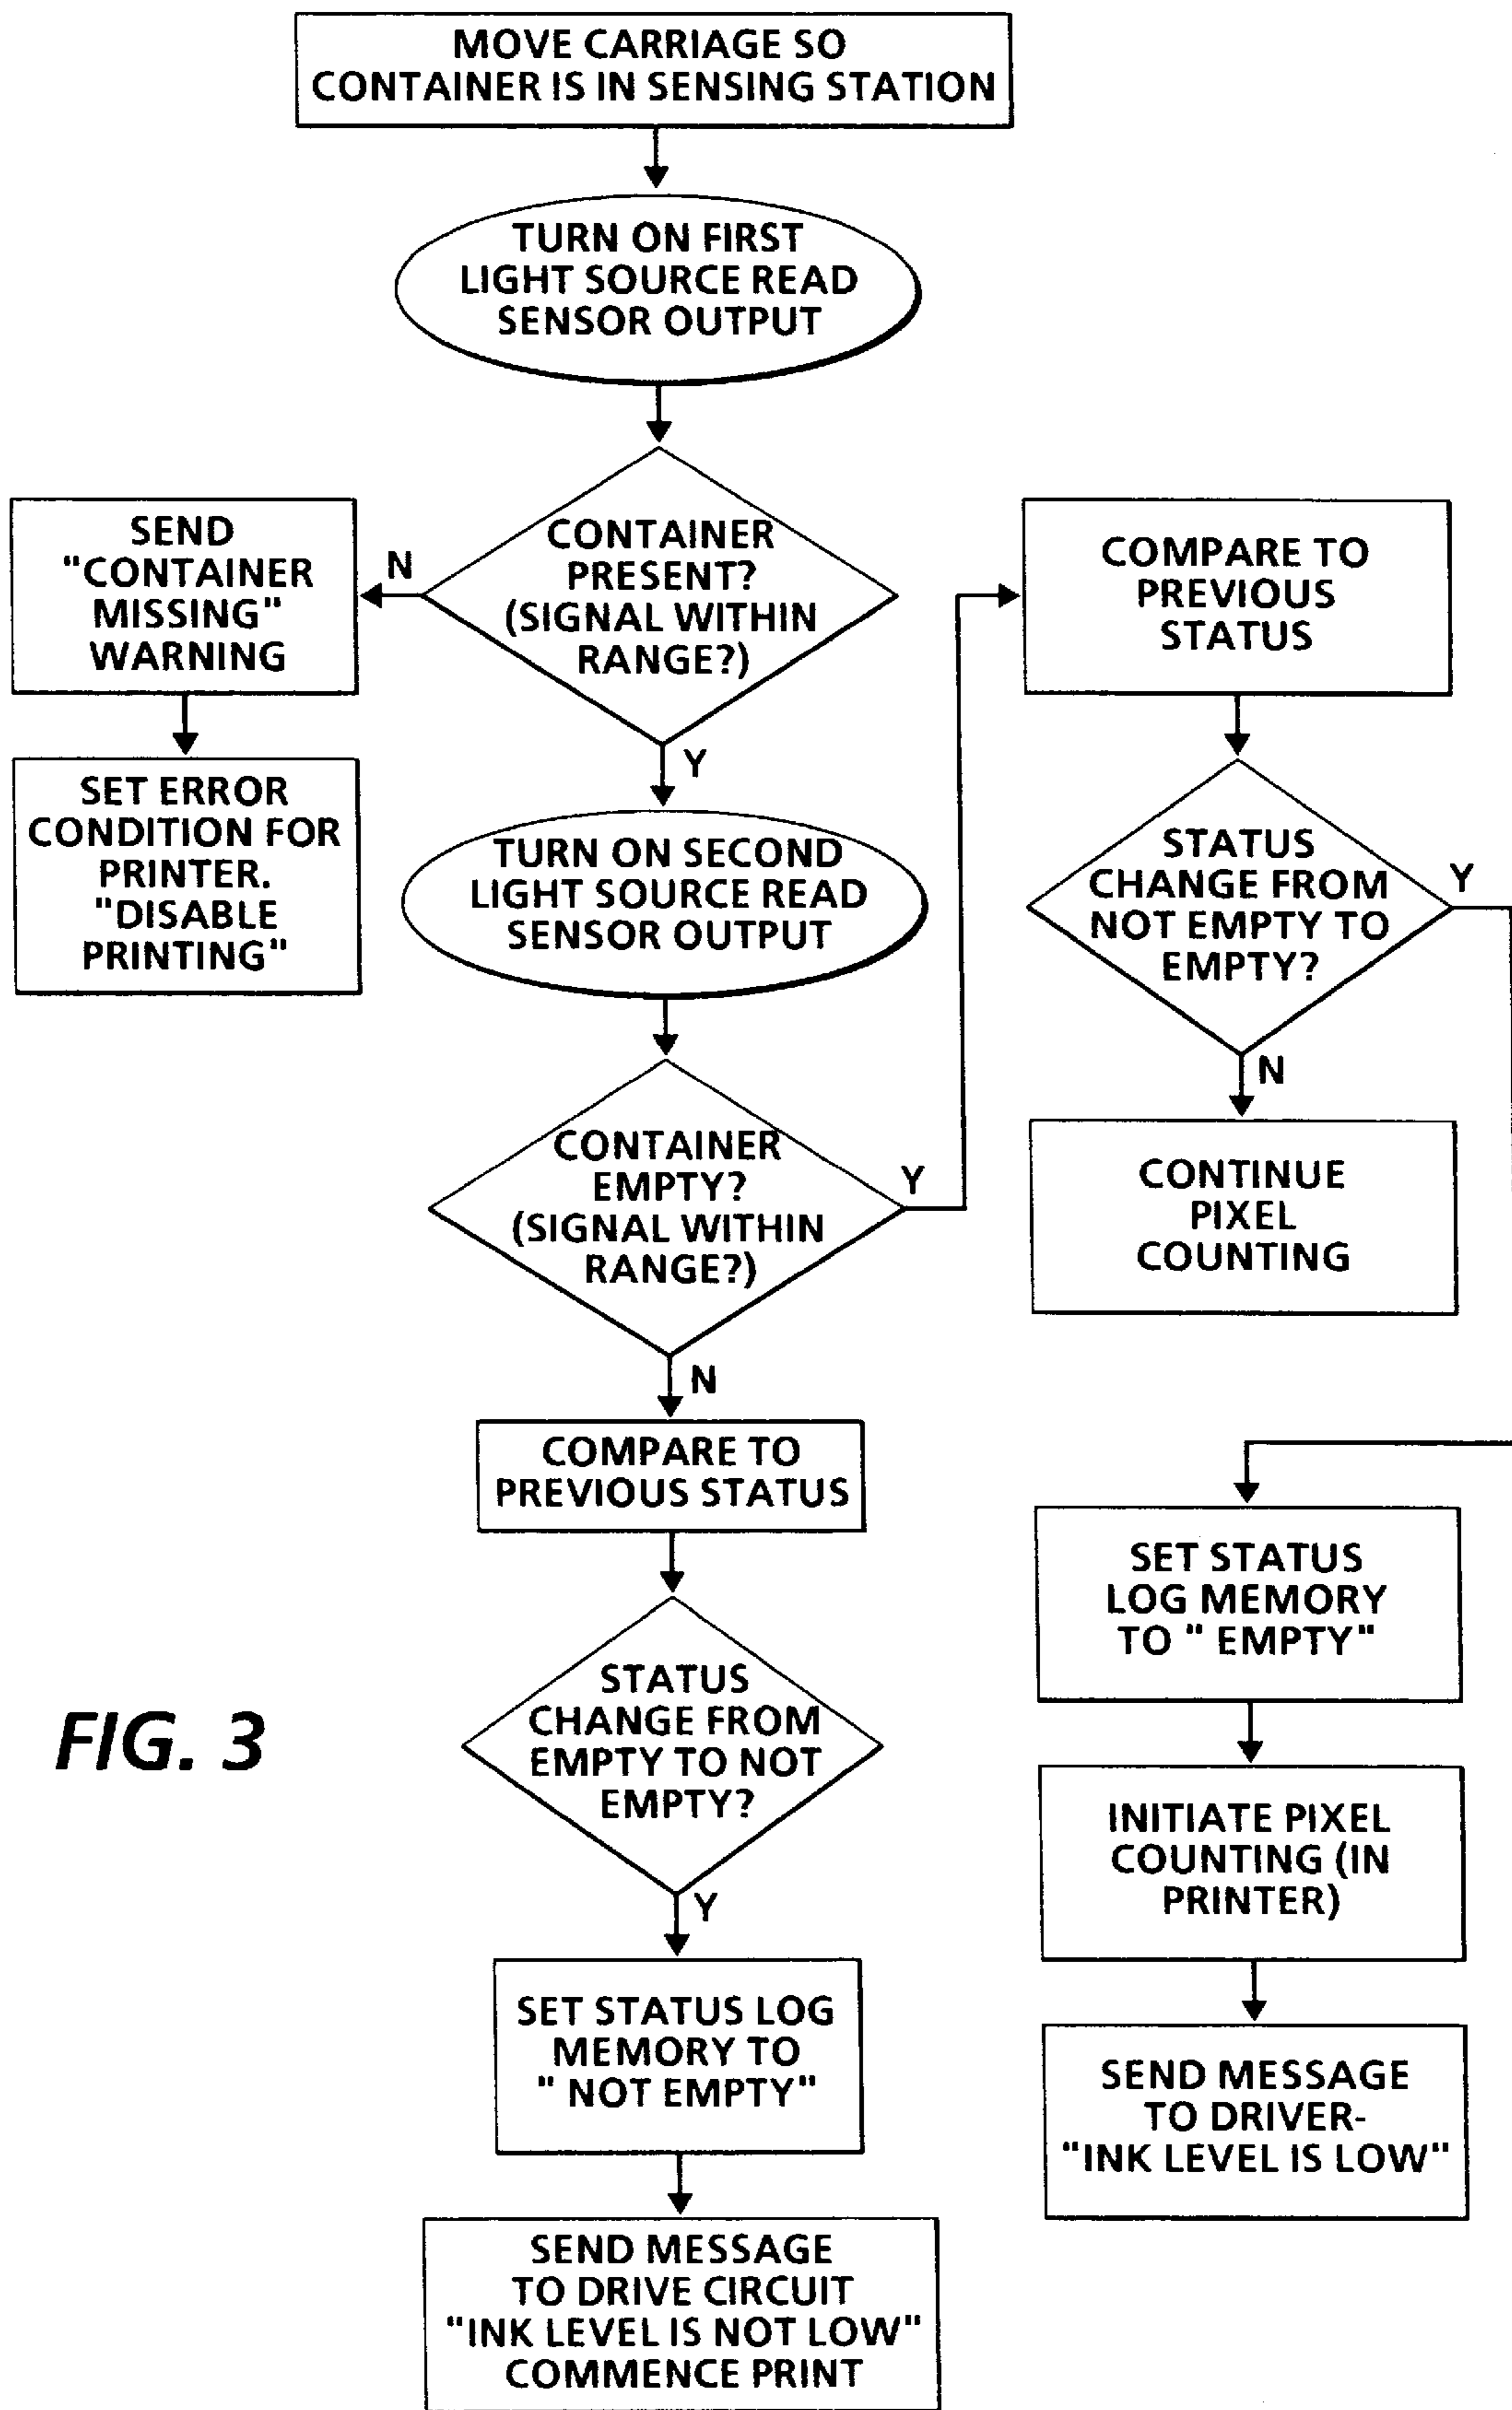 MOVE CARRIAGE SO
CONTAINER IS IN SENSING STATION
TURN ON FIRST
LIGHT SOURCE READ
SENSOR OUTPUT
CONTAINER
PRESENT?
(SIGNAL WITHIN
RANGE?)
N
SEND
"CONTAINER
MISSING"
WARNING
SET ERROR
CONDITION FOR
PRINTER.
"DISABLE
PRINTING"
Y
TURN ON SECOND
LIGHT SOURCE READ
SENSOR OUTPUT
CONTAINER
EMPTY?
(SIGNAL WITHIN
RANGE?)
Y
COMPARE TO
PREVIOUS
STATUS
STATUS
CHANGE FROM
NOT EMPTY TO
EMPTY?
Y
N
CONTINUE
PIXEL
COUNTING
SET STATUS
LOG MEMORY
TO " EMPTY"
INITIATE PIXEL
COUNTING (IN
PRINTER)
SEND MESSAGE
TO DRIVER-
"INK LEVEL IS LOW"
N
COMPARE TO
PREVIOUS STATUS
STATUS
CHANGE FROM
EMPTY TO NOT
EMPTY?
Y
SET STATUS LOG
MEMORY TO
" NOT EMPTY"
SEND MESSAGE
TO DRIVE CIRCUIT
"INK LEVEL IS NOT LOW"
COMMENCE PRINT
FIG. 3